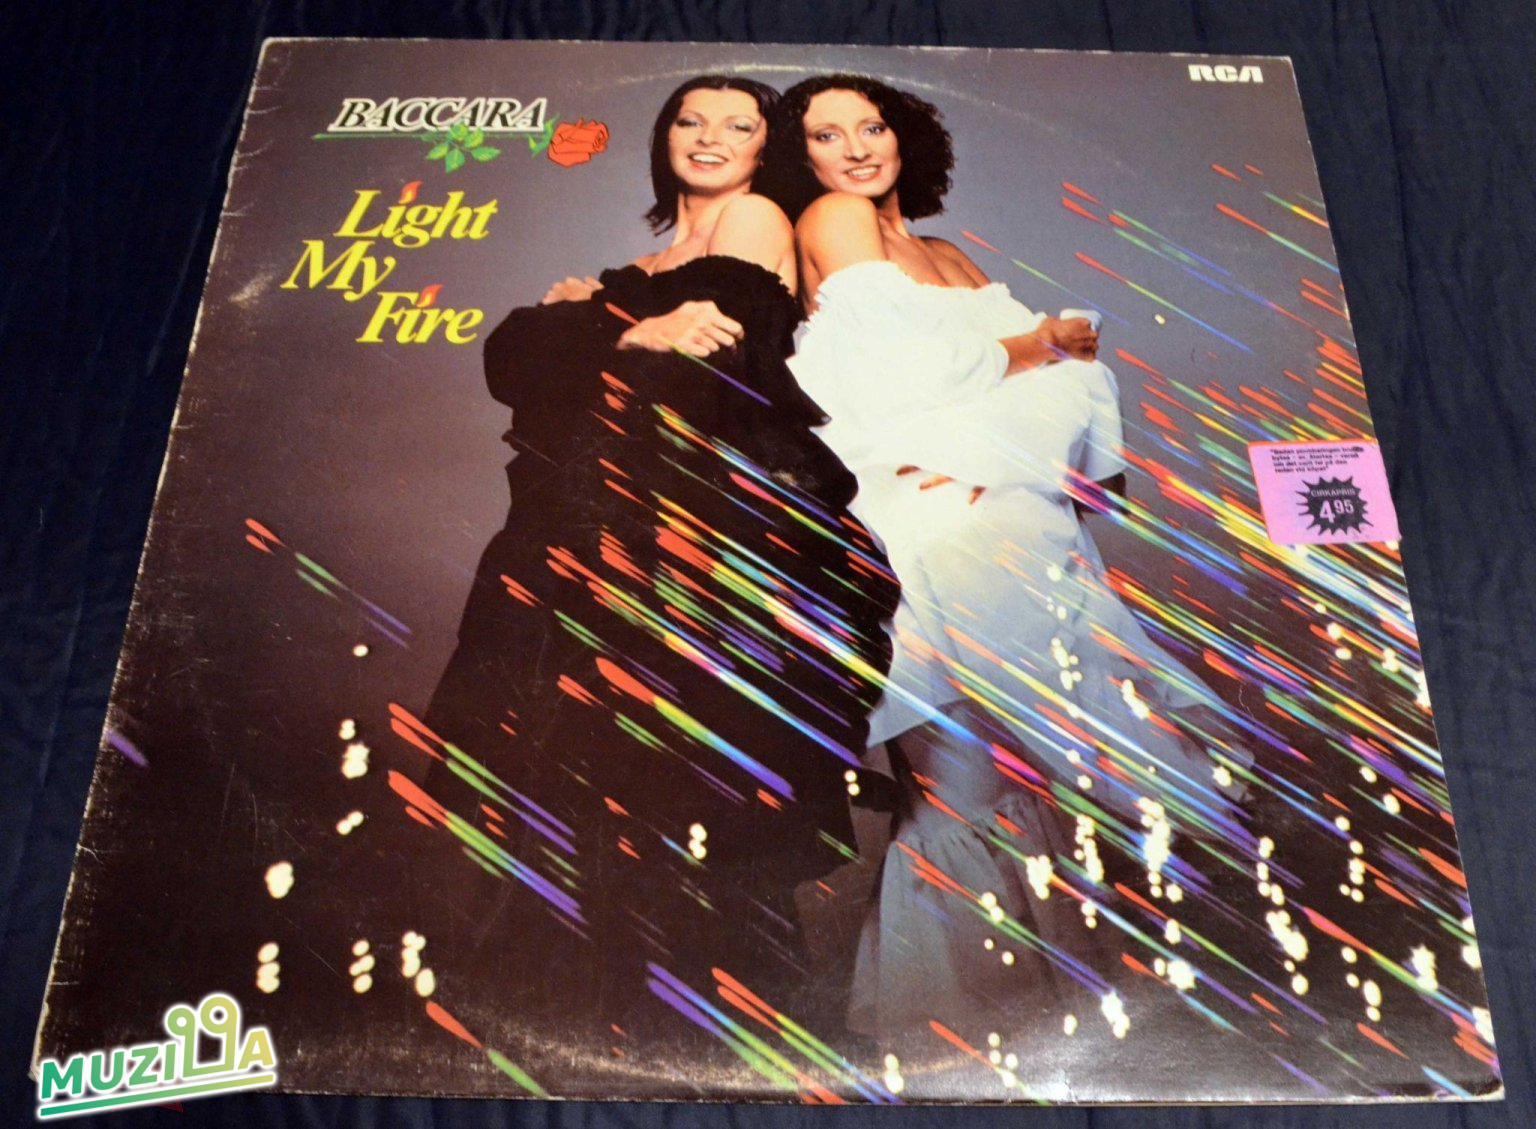 RCA
BACCARA
Light
My
Fire
CIRKAPRIS
4 95
MUZILLA